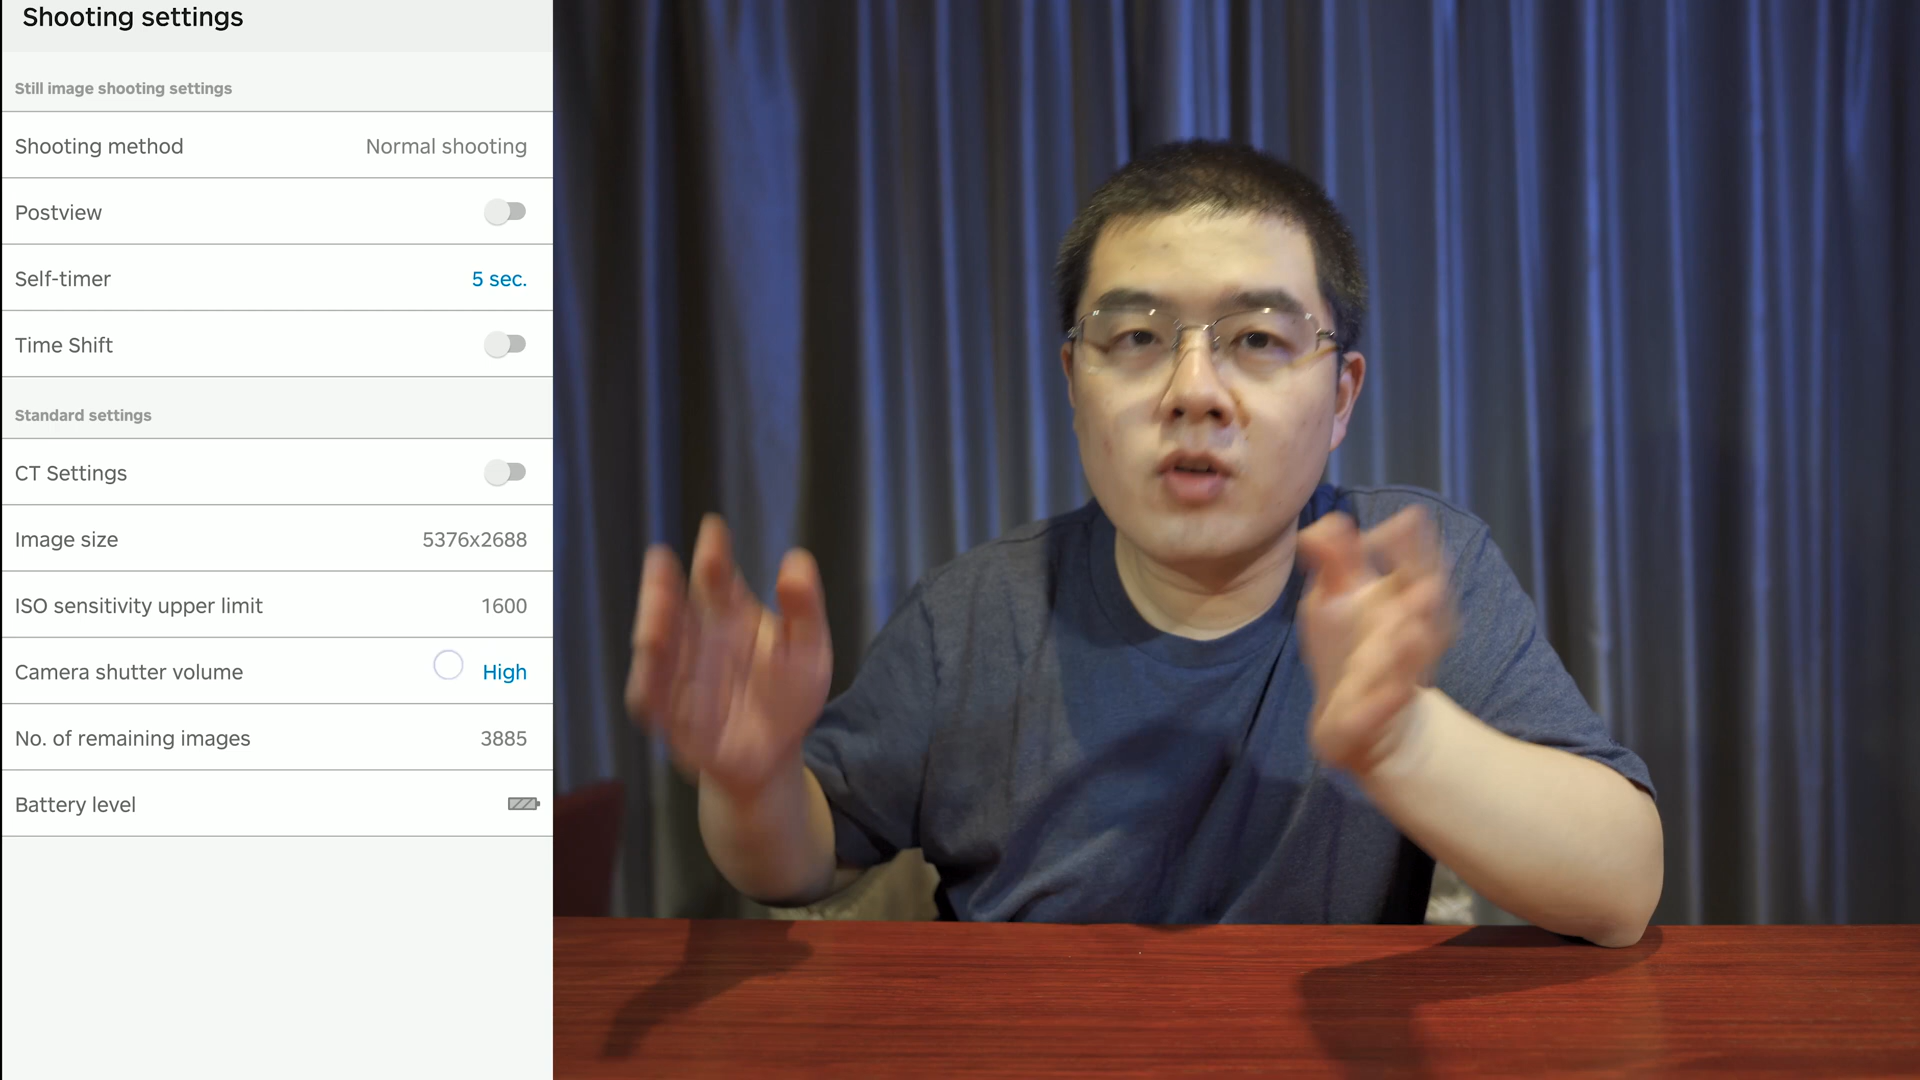 Shooting settings
Still image shooting settings
Shooting method Normal shooting
Postview
Self-timer 5 sec.
Time Shift
Standard settings
CT Settings
Image size 5376x2688
ISO sensitivity upper limit 1600
Camera shutter volume High
No. of remaining images 3885
Battery level